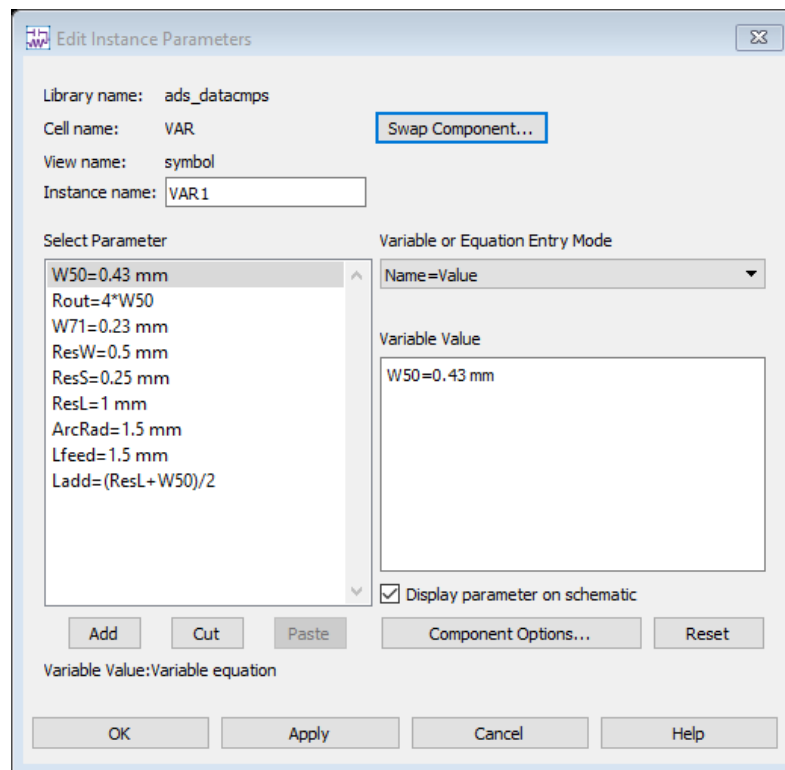 Edit Instance Parameters
Library name: ads_datacmps
Cell name: VAR
Swap Component...
View name: symbol
Instance name: VAR1
Select Parameter
Variable or Equation Entry Mode
W50=0.43 mm
Rout=4*W50
W71=0.23 mm
ResW=0.5 mm
ResS=0.25 mm
ResL=1 mm
ArcRad=1.5 mm
Lfeed=1.5 mm
Ladd=(ResL+W50)/2
Name=Value
Variable Value
W50=0.43 mm
Display parameter on schematic
Add Cut Paste
Component Options... Reset
Variable Value:Variable equation
OK Apply Cancel Help